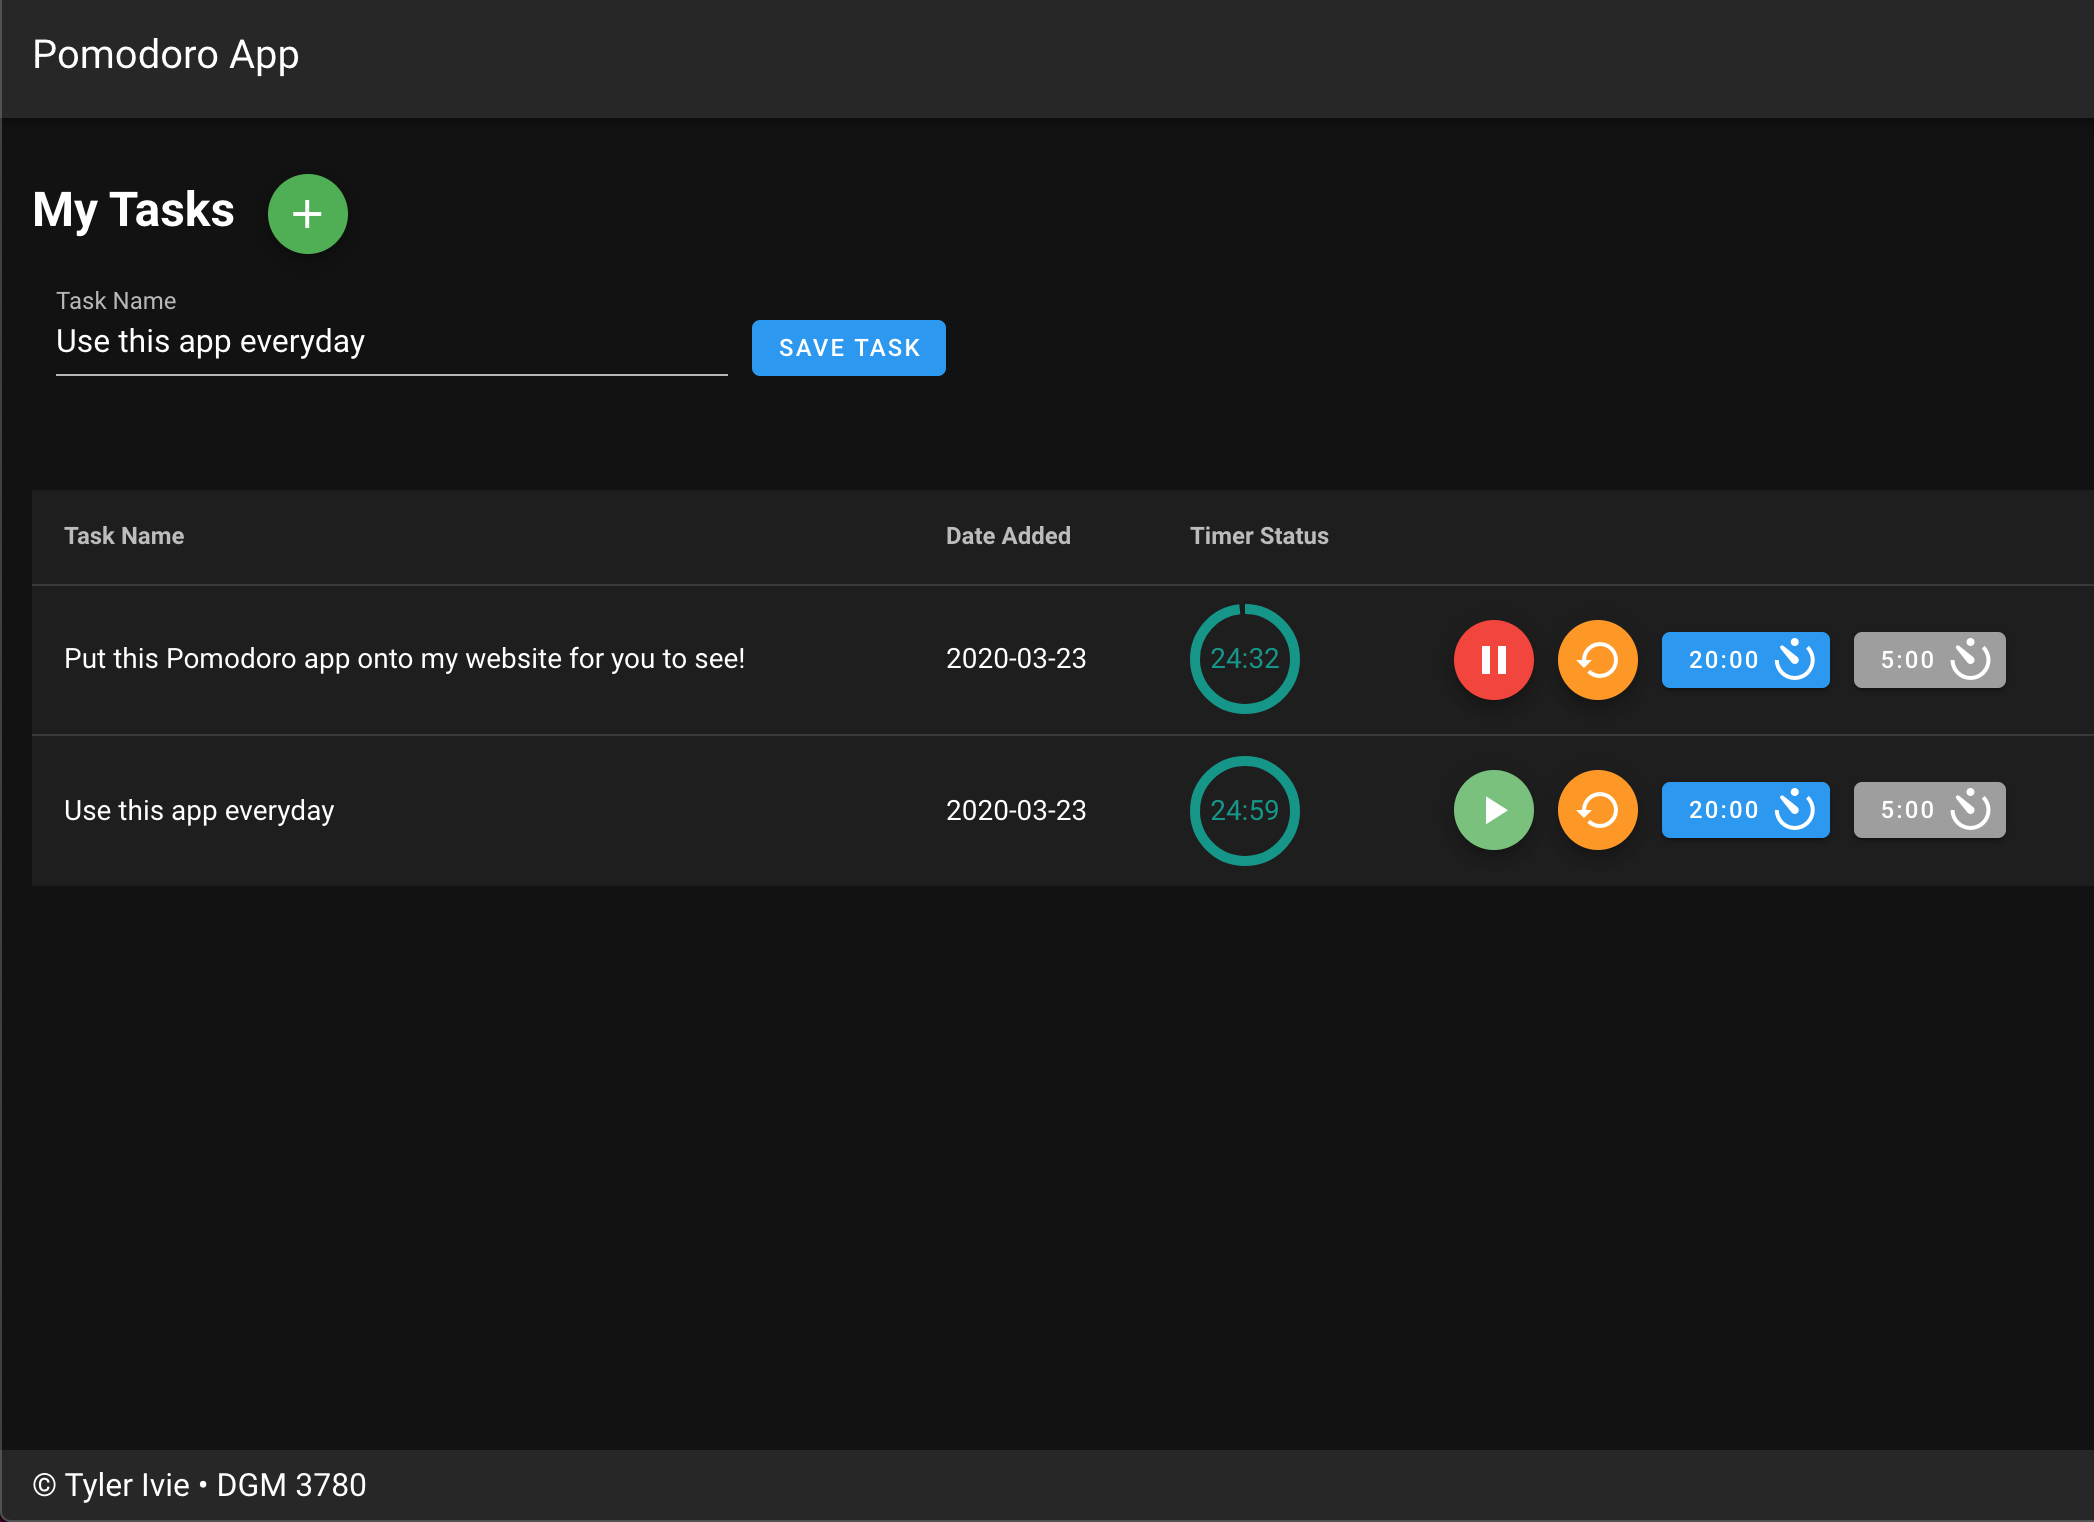 Pomodoro App
My Tasks
Task Name
Use this app everyday
SAVE TASK
Task Name Date Added Timer Status
Put this Pomodoro app onto my website for you to see! 2020-03-23 24:32 20:00 5:00
Use this app everyday 2020-03-23 24:59 20:00 5:00
© Tyler Ivie • DGM 3780